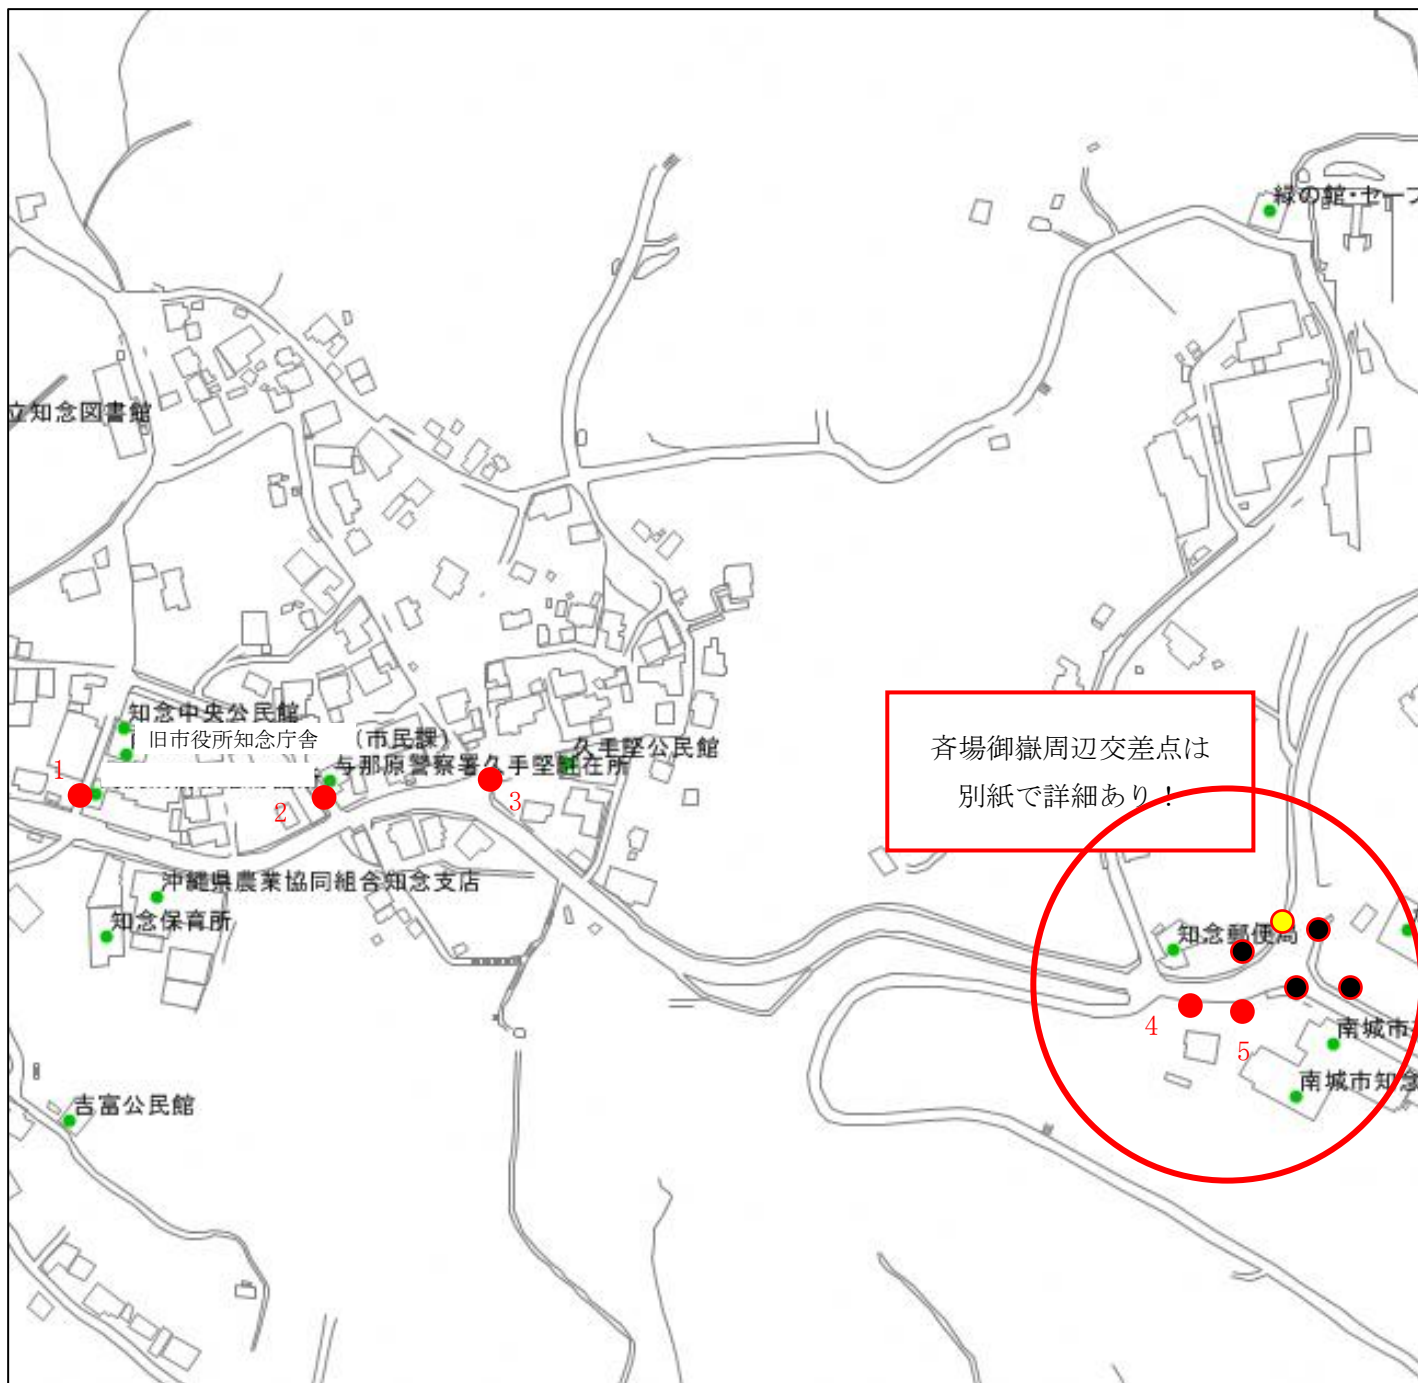 緑の館・セーフ
立知念図書館
知念中央公民館
旧市役所知念庁舎
(市民課)
久手堅公民館
与那原警察署久手堅駐在所
1
2
3
斉場御嶽周辺交差点は
別紙で詳細あり！
沖縄県農業協同組合知念支店
知念保育所
知念郵便局
4
5
南城市
南城市知念
吉富公民館